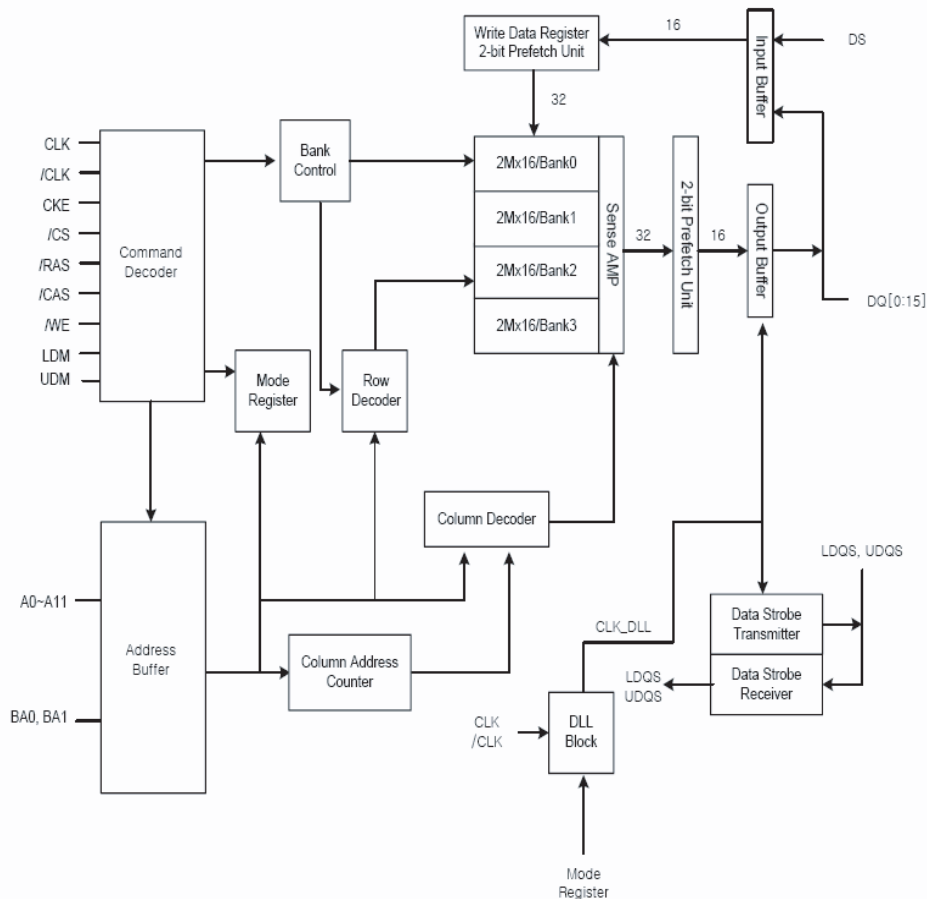 Write Data Register
2-bit Prefetch Unit
16
Input Buffer
DS
32
CLK
/CLK
CKE
/CS
/RAS
/CAS
/WE
LDM
UDM
Command
Decoder
Bank
Control
2Mx16/Bank0
2Mx16/Bank1
2Mx16/Bank2
2Mx16/Bank3
Sense AMP
32
2-bit Prefetch Unit
16
Output Buffer
DQ[0:15]
Mode
Register
Row
Decoder
Column Decoder
LDQS, UDQS
A0~A11
Address
Buffer
BA0, BA1
Column Address
Counter
CLK_DLL
Data Strobe
Transmitter
Data Strobe
Receiver
LDQS
UDQS
CLK
/CLK
DLL
Block
Mode
Register